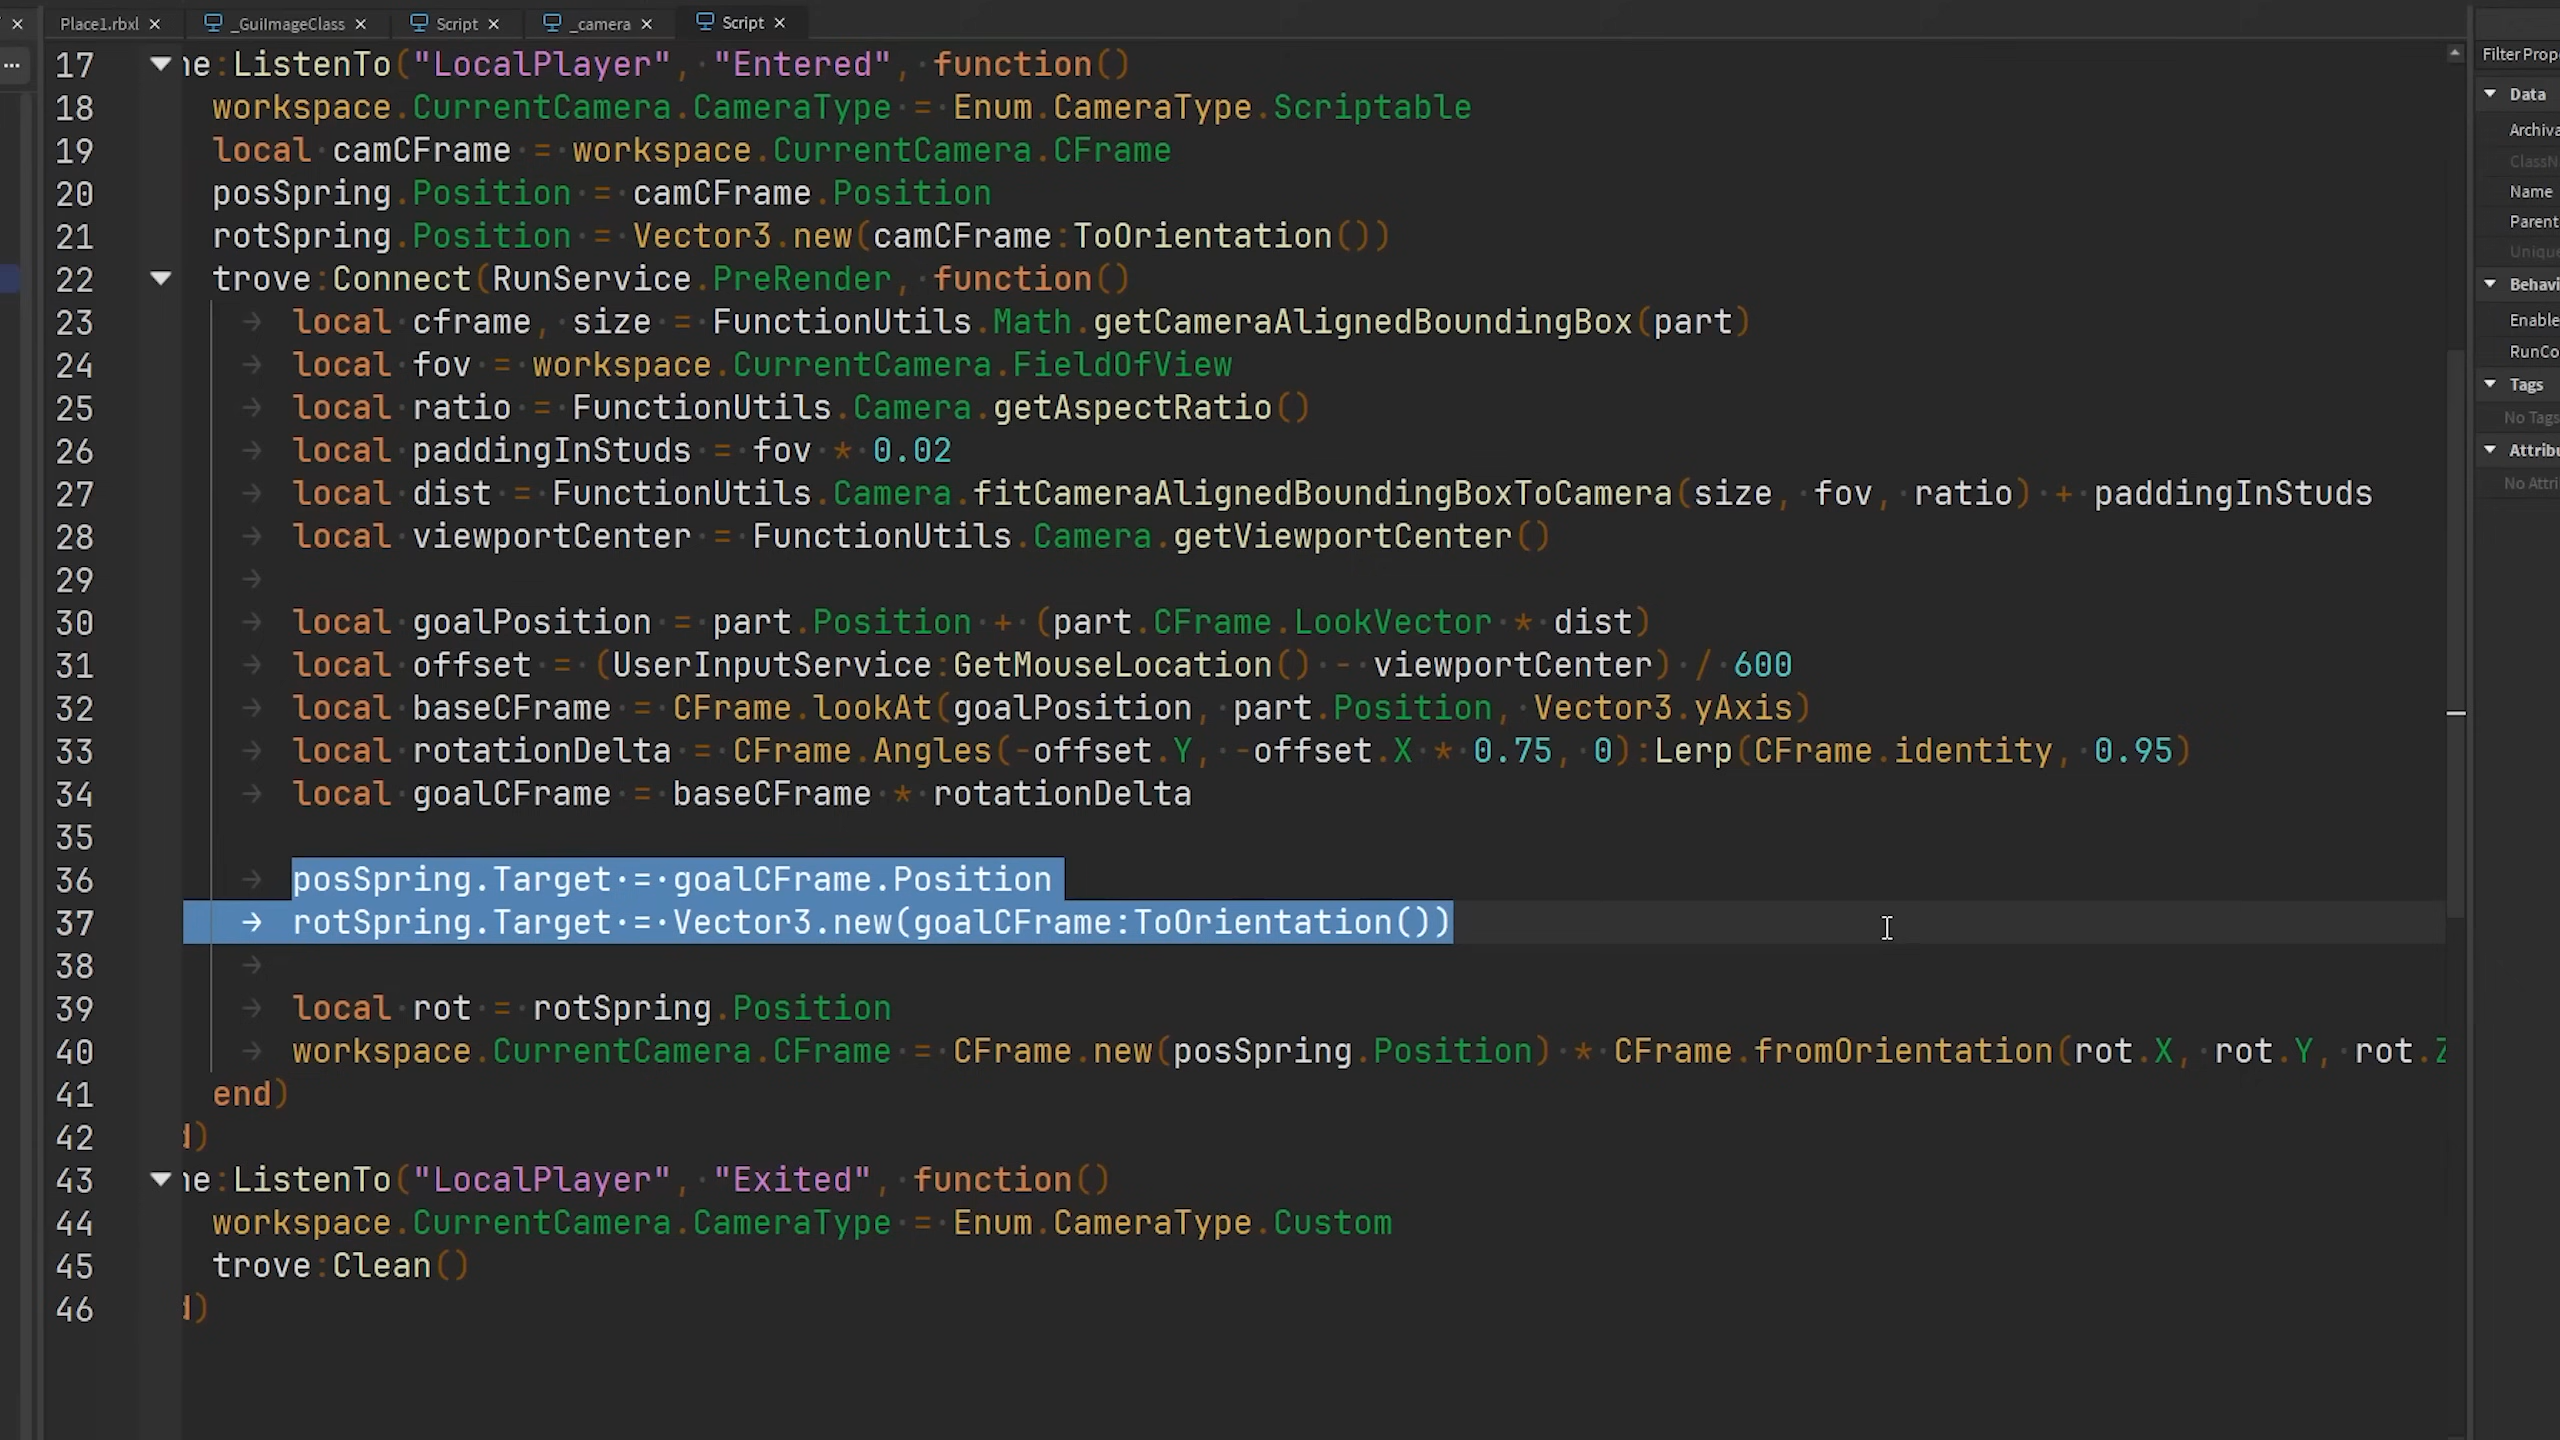 Place1.rbxl × _GuiImageClass × Script × _camera × Script ×
17 ne:ListenTo("LocalPlayer", "Entered", function()
18 workspace.CurrentCamera.CameraType = Enum.CameraType.Scriptable
19 local camCFrame = workspace.CurrentCamera.CFrame
20 posSpring.Position = camCFrame.Position
21 rotSpring.Position = Vector3.new(camCFrame:ToOrientation())
22 trove:Connect(RunService.PreRender, function()
23 local cframe, size = FunctionUtils.Math.getCameraAlignedBoundingBox(part)
24 local fov = workspace.CurrentCamera.FieldOfView
25 local ratio = FunctionUtils.Camera.getAspectRatio()
26 local paddingInStuds = fov * 0.02
27 local dist = FunctionUtils.Camera.fitCameraAlignedBoundingBoxToCamera(size, fov, ratio) + paddingInStuds
28 local viewportCenter = FunctionUtils.Camera.getViewportCenter()
29
30 local goalPosition = part.Position + (part.CFrame.LookVector * dist)
31 local offset = (UserInputService:GetMouseLocation() - viewportCenter) / 600
32 local baseCFrame = CFrame.lookAt(goalPosition, part.Position, Vector3.yAxis)
33 local rotationDelta = CFrame.Angles(-offset.Y, -offset.X * 0.75, 0):Lerp(CFrame.identity, 0.95)
34 local goalCFrame = baseCFrame * rotationDelta
35
36 posSpring.Target = goalCFrame.Position
37 rotSpring.Target = Vector3.new(goalCFrame:ToOrientation())
38
39 local rot = rotSpring.Position
40 workspace.CurrentCamera.CFrame = CFrame.new(posSpring.Position) * CFrame.fromOrientation(rot.X, rot.Y, rot.Z
41 end)
42 d)
43 ne:ListenTo("LocalPlayer", "Exited", function()
44 workspace.CurrentCamera.CameraType = Enum.CameraType.Custom
45 trove:Clean()
46 d)
Filter Prop
Data
Archiva
ClassN
Name
Parent
Unique
Behavi
Enable
RunCo
Tags
No Tags
Attribu
No Attri